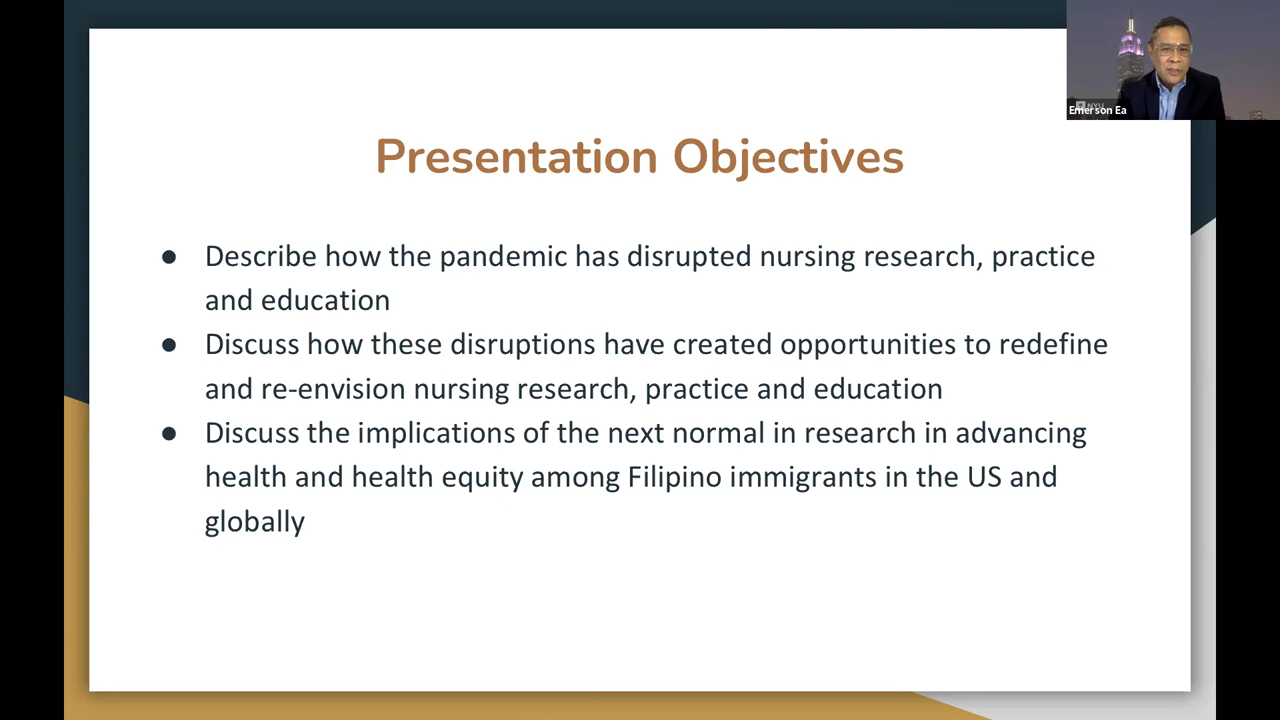 Presentation Objectives
● Describe how the pandemic has disrupted nursing research, practice
and education
● Discuss how these disruptions have created opportunities to redefine
and re-envision nursing research, practice and education
● Discuss the implications of the next normal in research in advancing
health and health equity among Filipino immigrants in the US and
globally
NYU
Emerson Ea